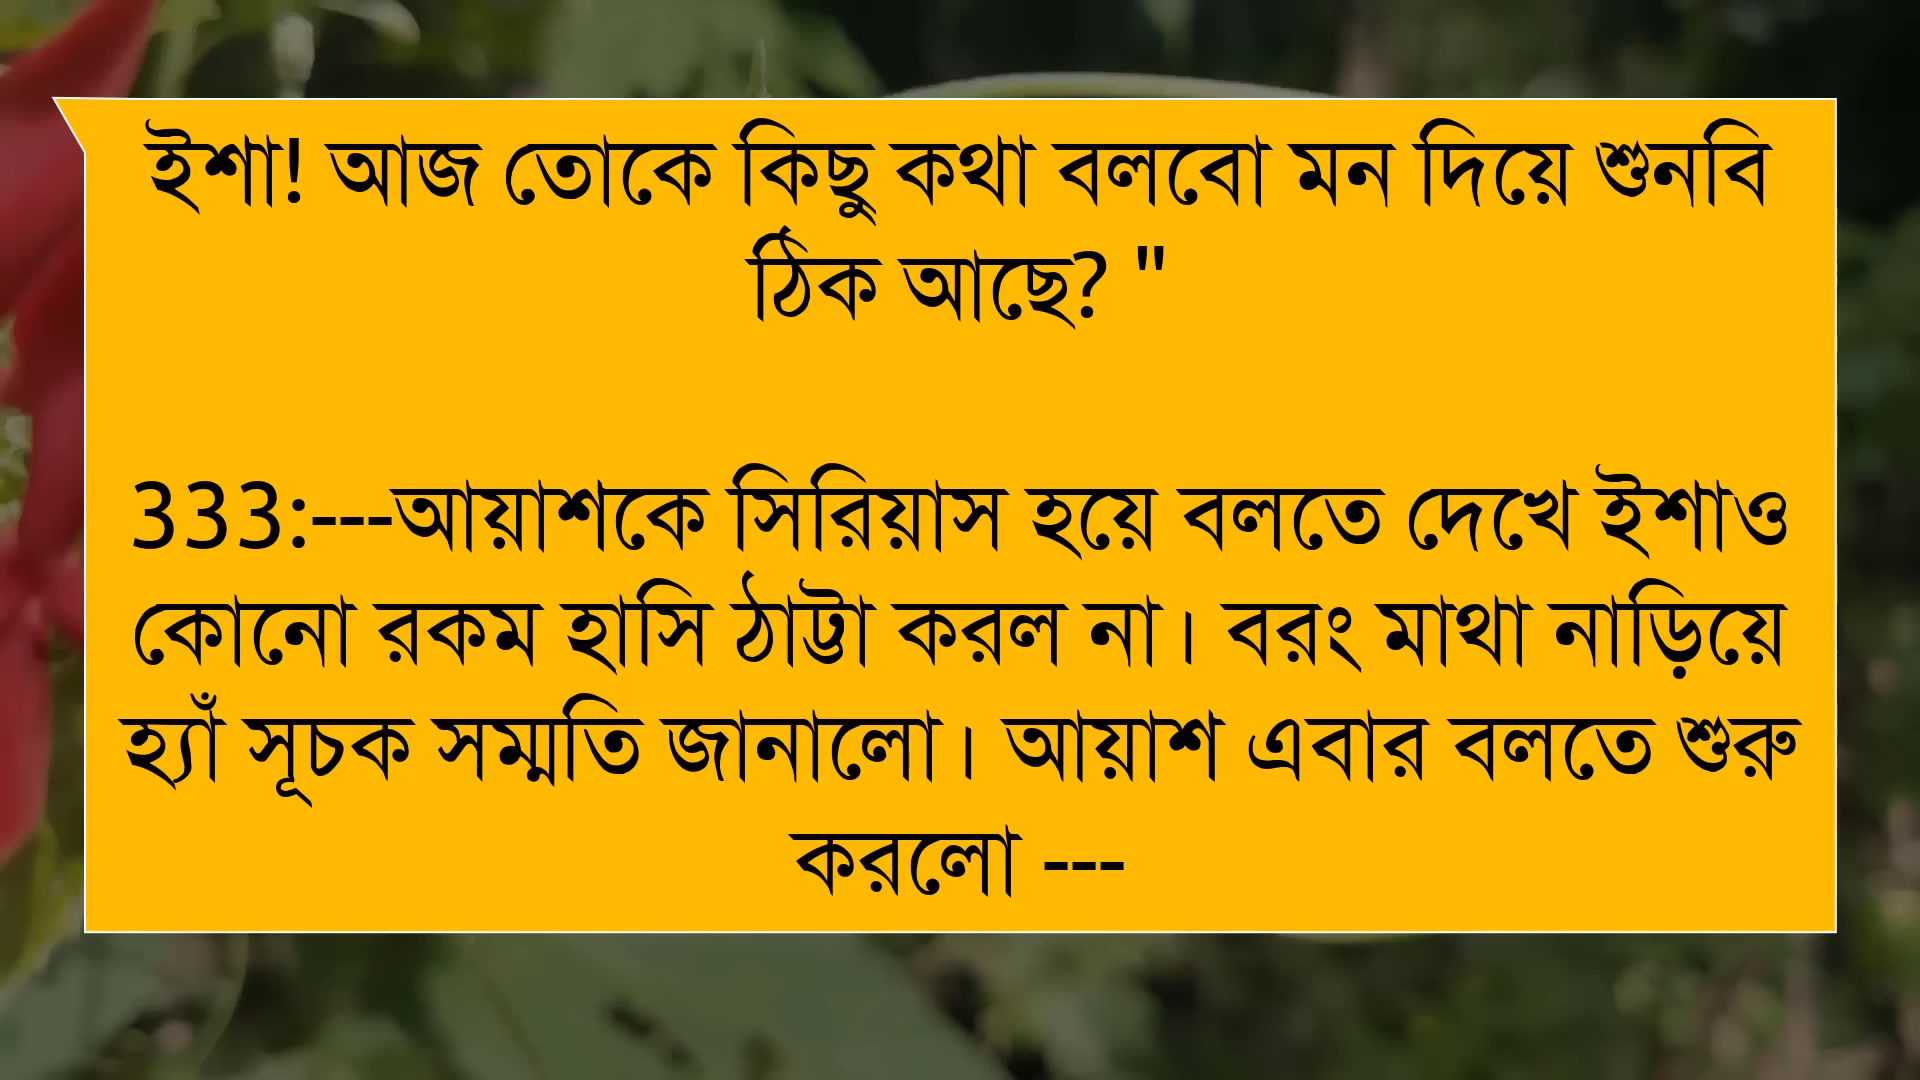 ইশা! আজ তোকে কিছু কথা বলবো মন দিয়ে শুনবি
ঠিক আছে? "
333:---আয়াশকে সিরিয়াস হয়ে বলতে দেখে ইশাও
কোনো রকম হাসি ঠাট্টা করল না। বরং মাথা নাড়িয়ে
হ্যাঁ সূচক সম্মতি জানালো। আয়াশ এবার বলতে শুরু
করলো ---